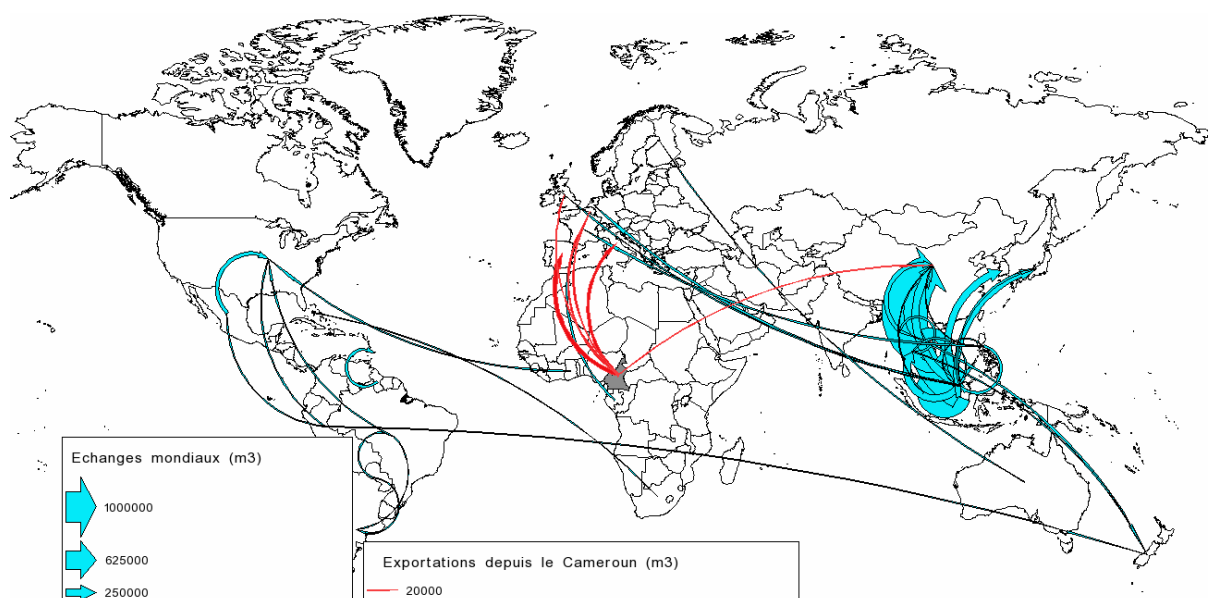 Echanges mondiaux (m3)
1000000
625000
250000
Exportations depuis le Cameroun (m3)
20000